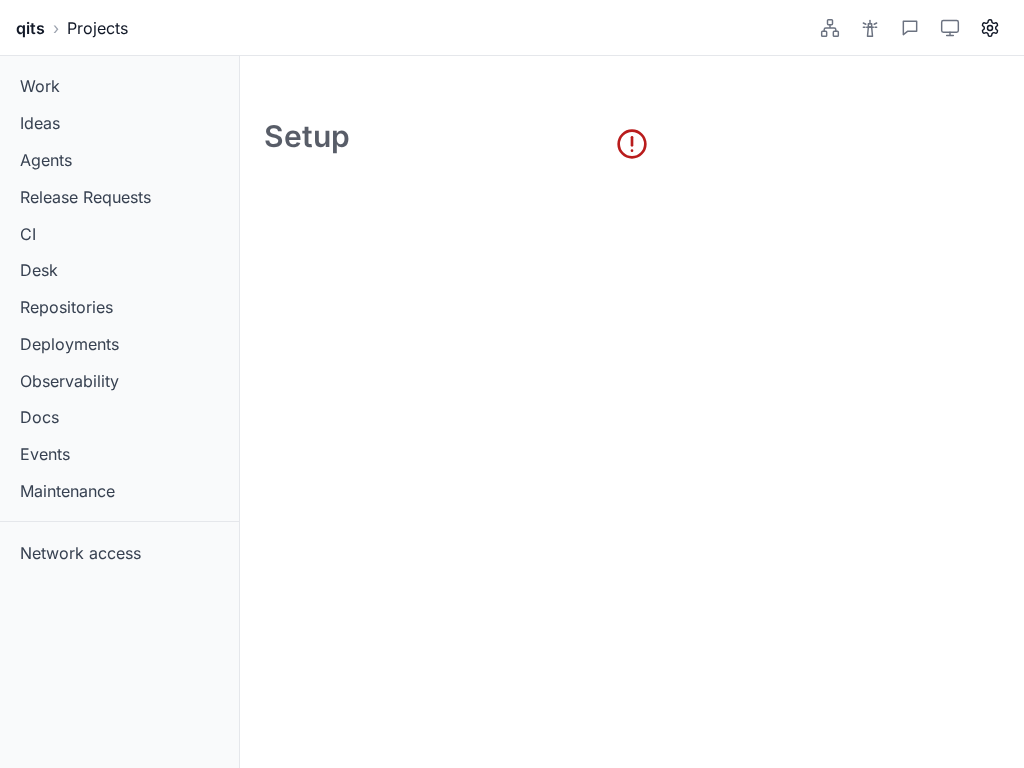 qits › Projects
Work
Ideas
Agents
Release Requests
CI
Desk
Repositories
Deployments
Observability
Docs
Events
Maintenance
Network access
Setup